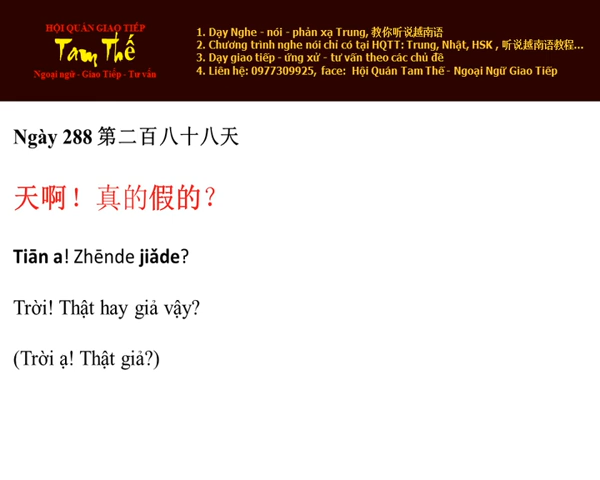 HỘI QUÁN GIAO TIẾP
Tam Thế
Ngoại ngữ - Giao Tiếp - Tư vấn
1. Dạy Nghe - nói - phản xạ Trung, 教你听说越南语
2. Chương trình nghe nói chỉ có tại HQTT: Trung, Nhật, HSK , 听说越南语教程...
3. Dạy giao tiếp - ứng xử - tư vấn theo các chủ đề
4. Liên hệ: 0977309925, face: Hội Quán Tam Thế - Ngoại Ngữ Giao Tiếp
Ngày 288 第二百八十八天
天啊！真的假的？
Tiān a! Zhēnde jiǎde?
Trời! Thật hay giả vậy?
(Trời ạ! Thật giả?)